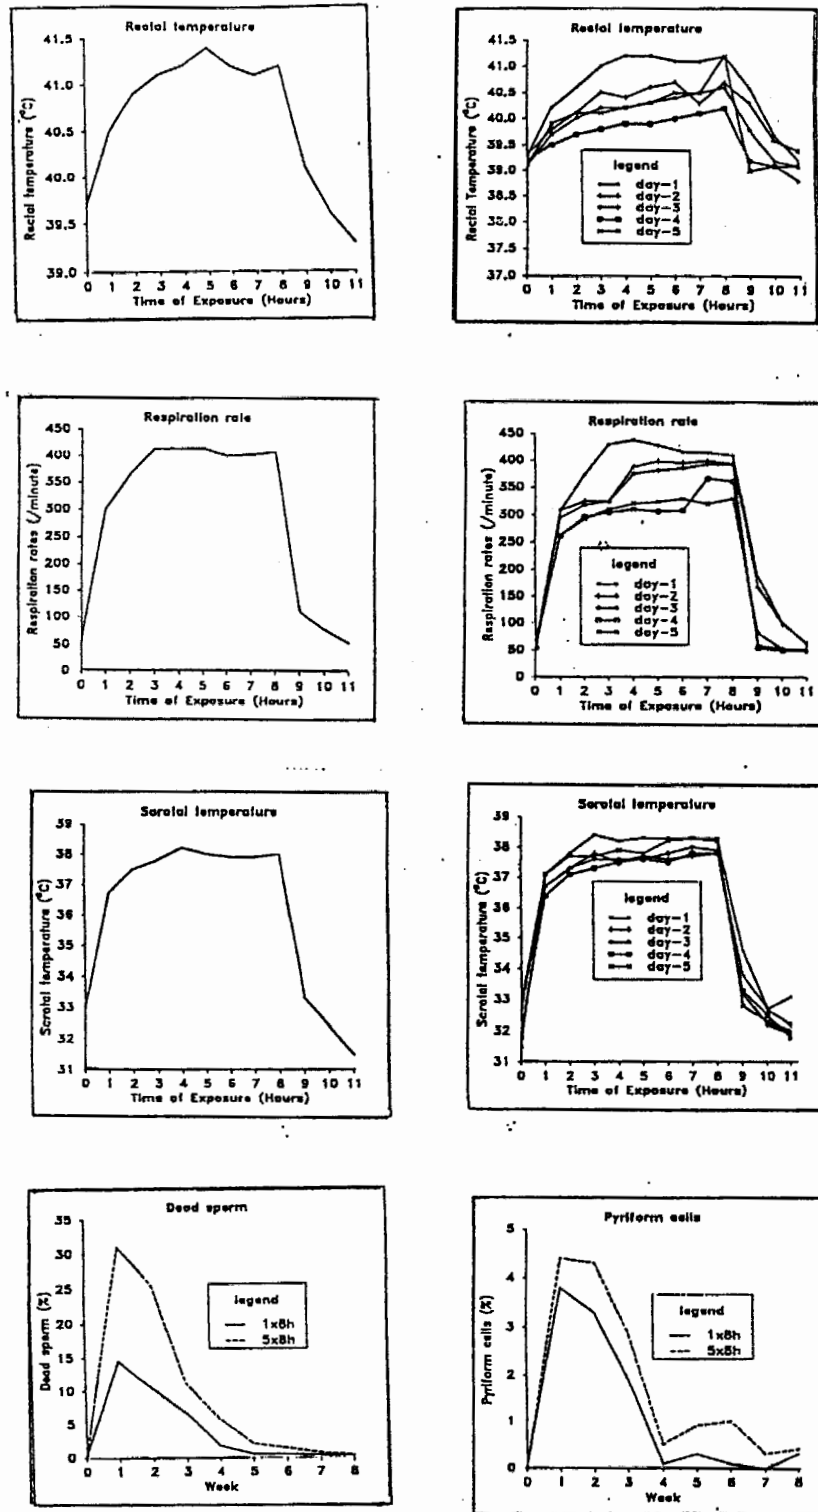 Rectal temperature
41.5
41.0
40.5
40.0
39.5
39.0
Rectal temperature (°C)
0 1 2 3 4 5 6 7 8 9 10 11
Time of Exposure (Hours)
Rectal temperature
41.5
41.0
40.5
40.0
39.5
39.0
38.5
38.0
37.5
37.0
Rectal Temperature (°C)
legend
day-1
day-2
day-3
day-4
day-5
0 1 2 3 4 5 6 7 8 9 10 11
Time of Exposure (Hours)
Respiration rate
450
400
350
300
250
200
150
100
50
0
Respiration rates (/minute)
0 1 2 3 4 5 6 7 8 9 10 11
Time of Exposure (Hours)
Respiration rate
450
400
350
300
250
200
150
100
50
0
Respiration rates (/minute)
legend
day-1
day-2
day-3
day-4
day-5
0 1 2 3 4 5 6 7 8 9 10 11
Time of Exposure (Hours)
Scrotal temperature
39
38
37
36
35
34
33
32
31
Scrotal temperature (°C)
0 1 2 3 4 5 6 7 8 9 10 11
Time of Exposure (Hours)
Scrotal temperature
39
38
37
36
35
34
33
32
31
Scrotal temperature (°C)
legend
day-1
day-2
day-3
day-4
day-5
0 1 2 3 4 5 6 7 8 9 10 11
Time of Exposure (Hours)
Dead sperm
35
30
25
20
15
10
5
0
Dead sperm (%)
legend
1x8h
5x8h
0 1 2 3 4 5 6 7 8
Week
Pyriform cells
5
4
3
2
1
0
Pyriform cells (%)
legend
1x8h
5x8h
0 1 2 3 4 5 6 7 8
Week